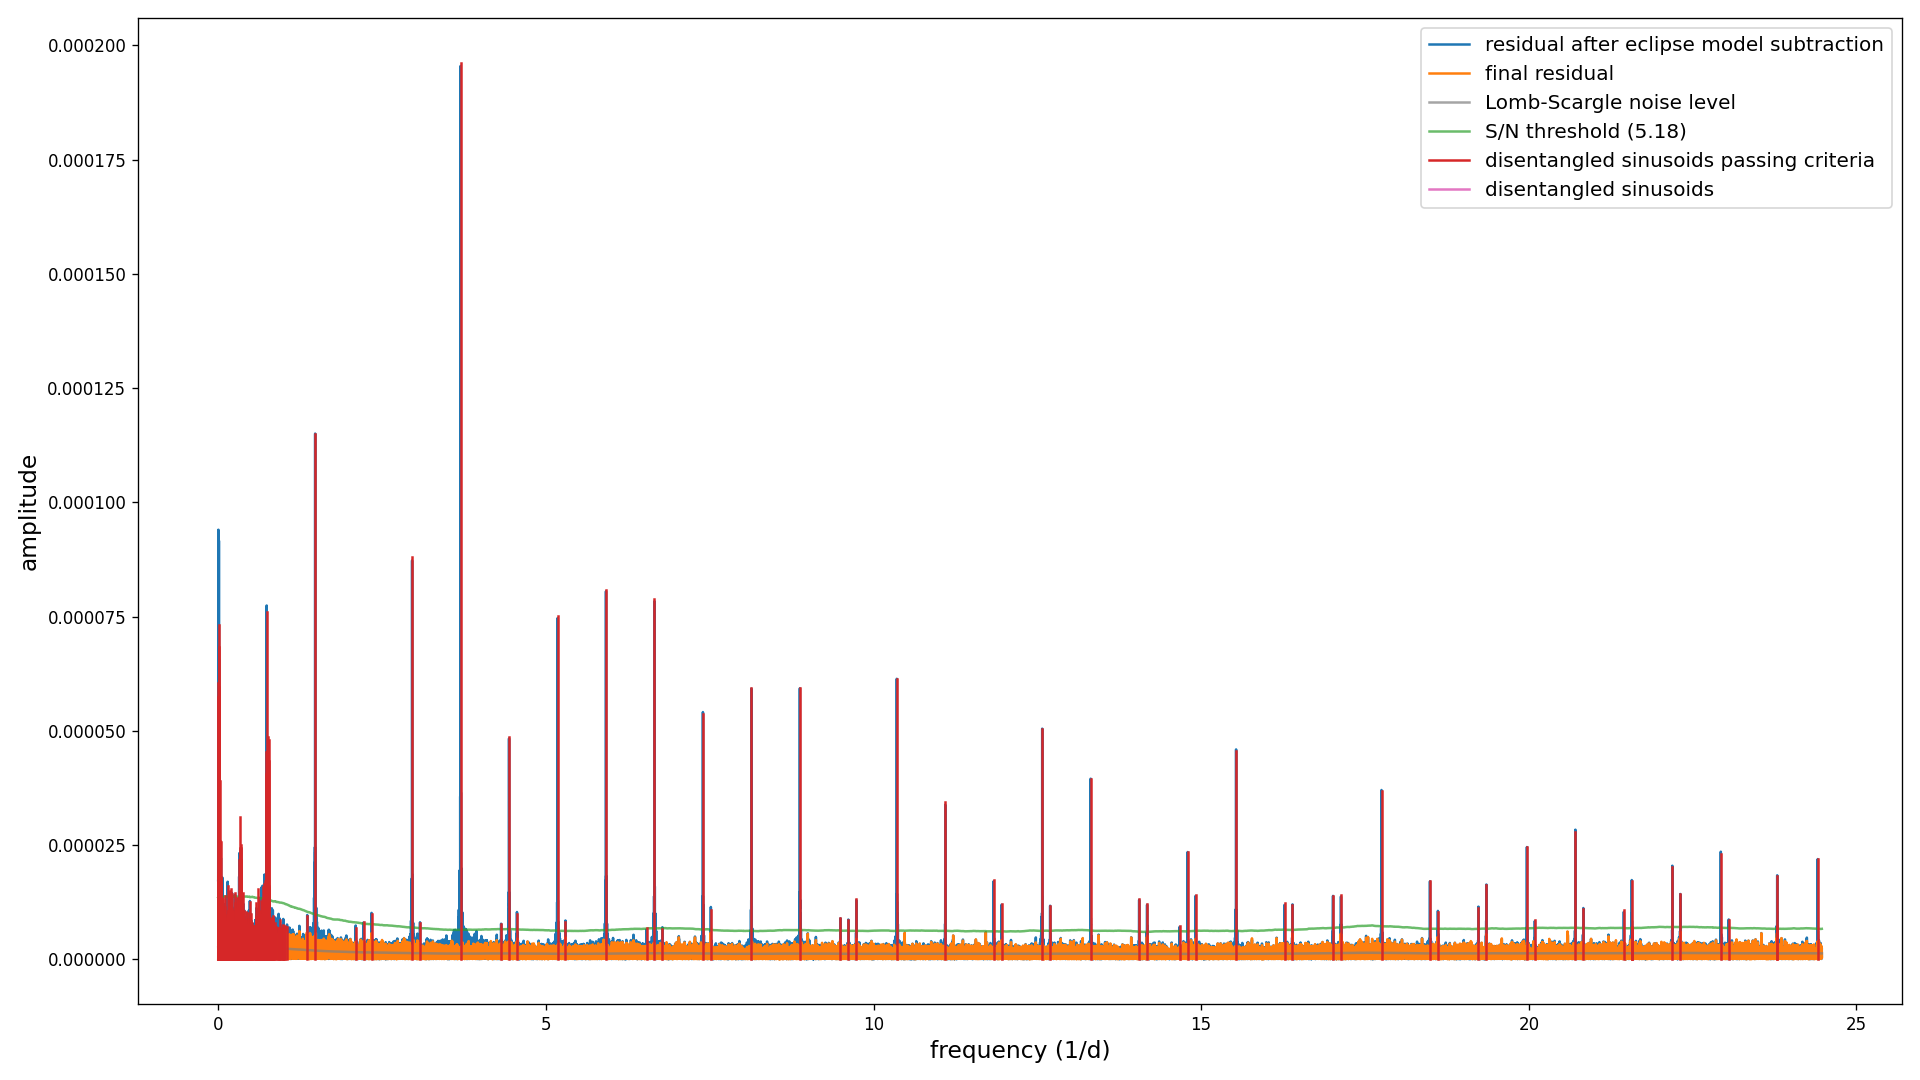 0.000200
0.000175
0.000150
0.000125
0.000100
0.000075
0.000050
0.000025
0.000000
amplitude
0 5 10 15 20 25
frequency (1/d)
residual after eclipse model subtraction
final residual
Lomb-Scargle noise level
S/N threshold (5.18)
disentangled sinusoids passing criteria
disentangled sinusoids